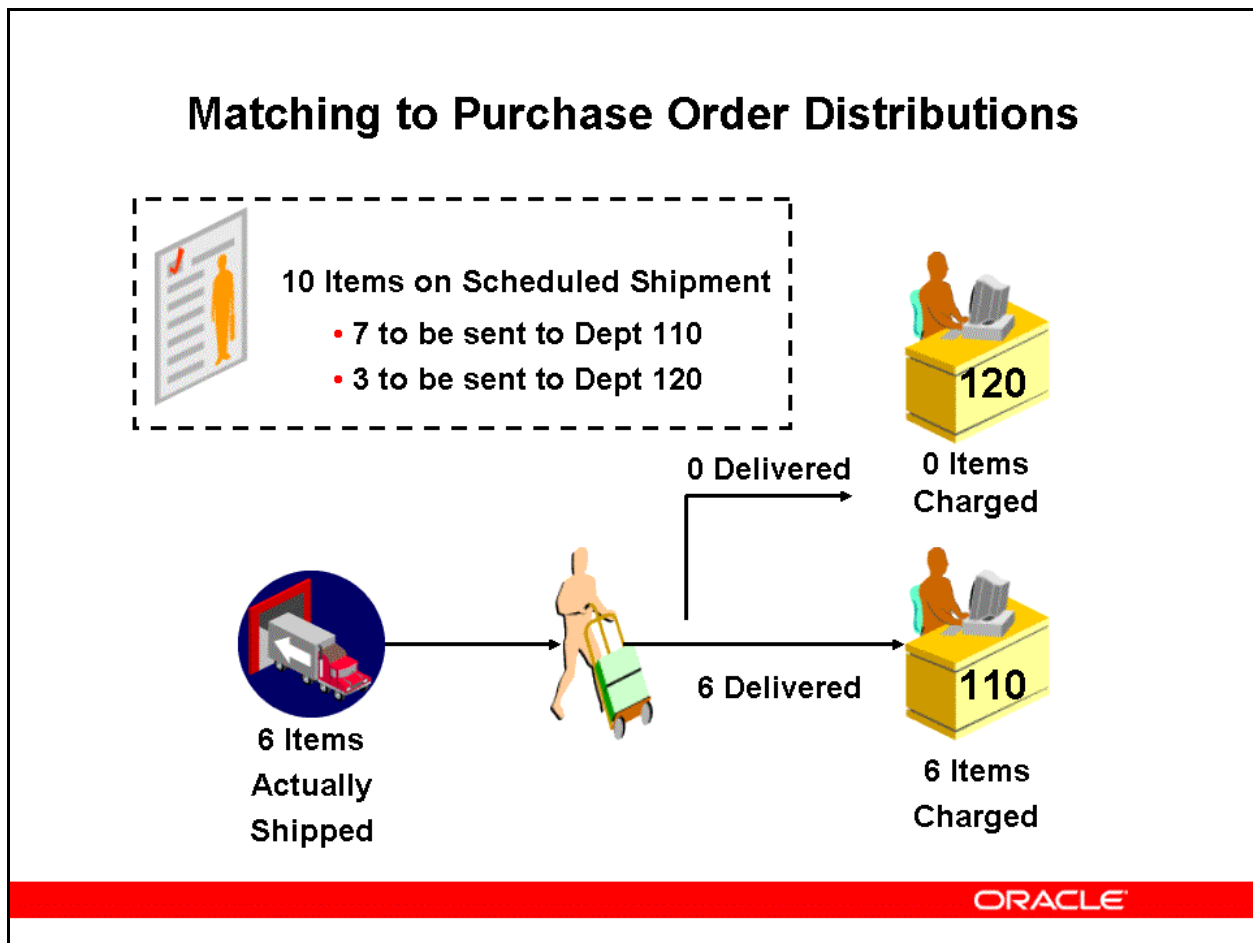 Matching to Purchase Order Distributions
10 Items on Scheduled Shipment
• 7 to be sent to Dept 110
• 3 to be sent to Dept 120
120
0 Delivered
0 Items
Charged
6 Delivered
110
6 Items
Actually
Shipped
6 Items
Charged
ORACLE